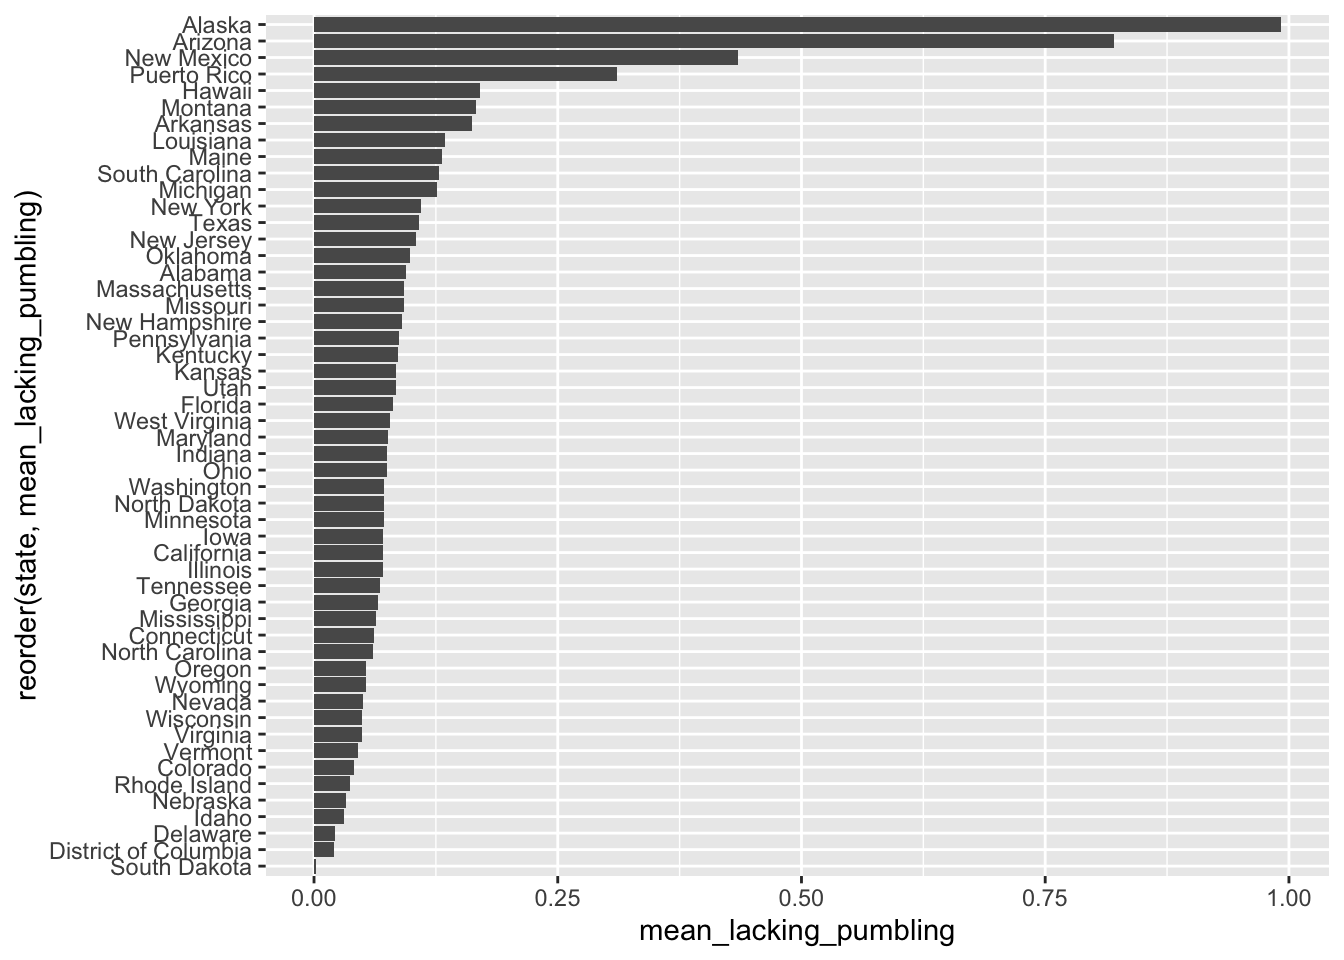 reorder(state, mean_lacking_pumbling)
Alaska
Arizona
New Mexico
Puerto Rico
Hawaii
Montana
Arkansas
Louisiana
Maine
South Carolina
Michigan
New York
Texas
New Jersey
Oklahoma
Alabama
Massachusetts
Missouri
New Hampshire
Pennsylvania
Kentucky
Kansas
Utah
Florida
West Virginia
Maryland
Indiana
Ohio
Washington
North Dakota
Minnesota
Iowa
California
Illinois
Tennessee
Georgia
Mississippi
Connecticut
North Carolina
Oregon
Wyoming
Nevada
Wisconsin
Virginia
Vermont
Colorado
Rhode Island
Nebraska
Idaho
Delaware
District of Columbia
South Dakota
0.00 0.25 0.50 0.75 1.00
mean_lacking_pumbling